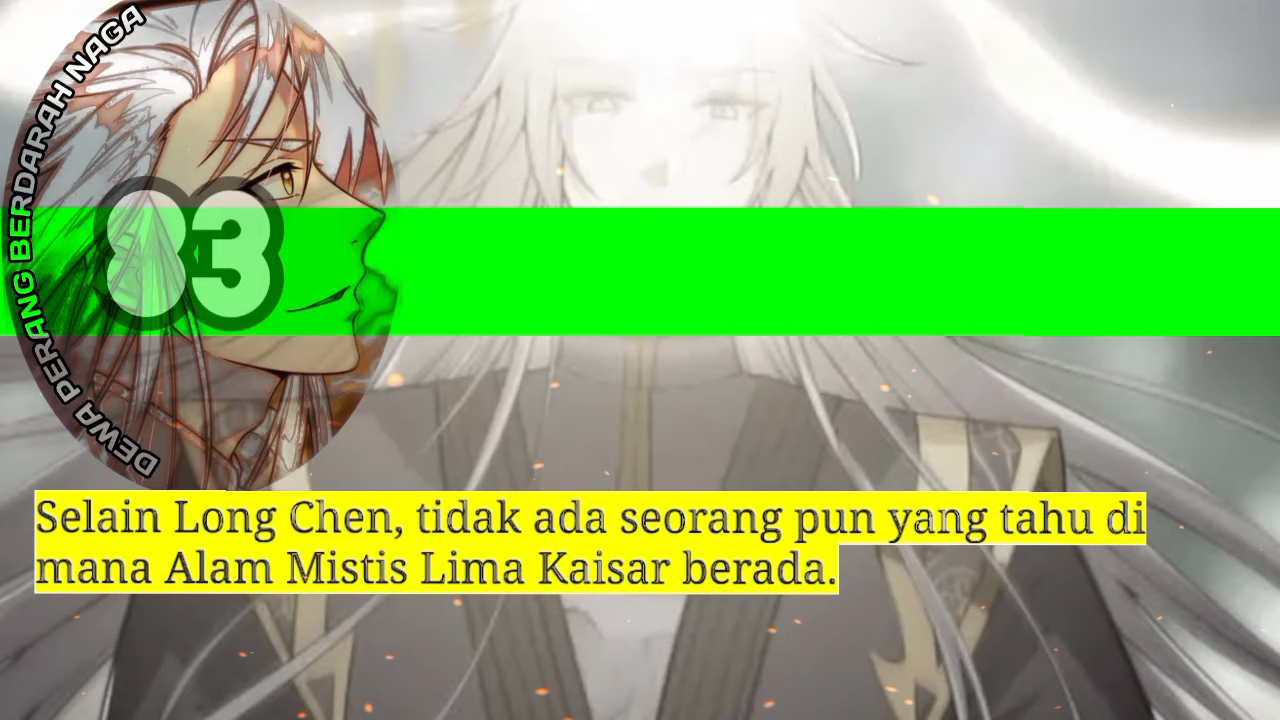 DEWA PERANG BERDARAH NAGA
83
Selain Long Chen, tidak ada seorang pun yang tahu di
mana Alam Mistis Lima Kaisar berada.